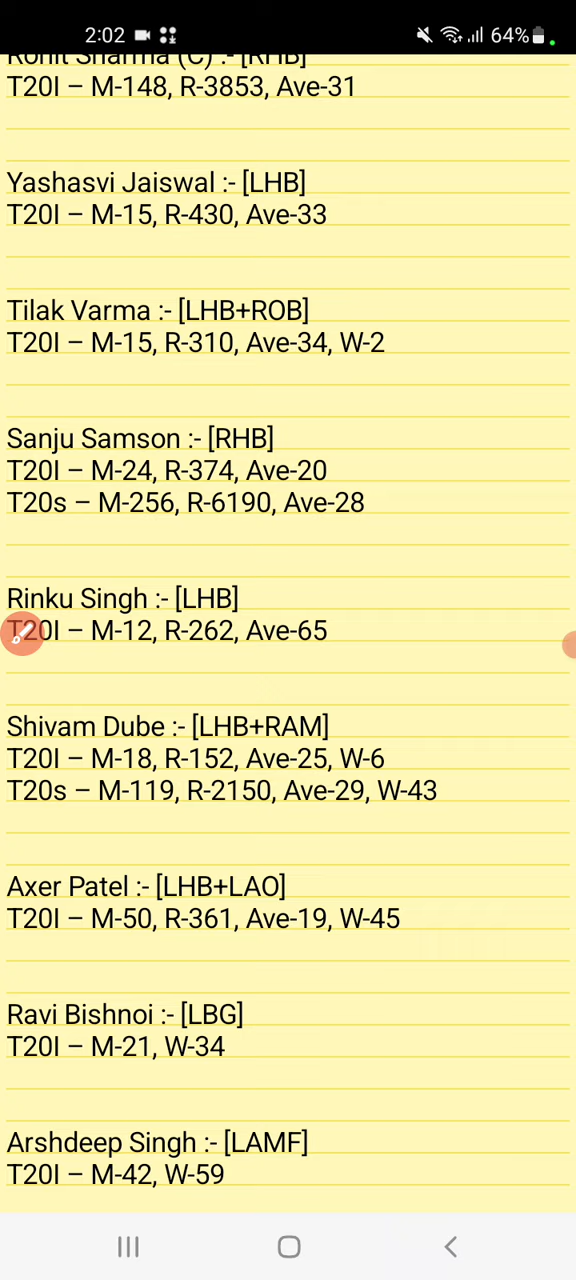 2:02 64%
Rohit Sharma (C) :- [RHB]
T20I – M-148, R-3853, Ave-31
Yashasvi Jaiswal :- [LHB]
T20I – M-15, R-430, Ave-33
Tilak Varma :- [LHB+ROB]
T20I – M-15, R-310, Ave-34, W-2
Sanju Samson :- [RHB]
T20I – M-24, R-374, Ave-20
T20s – M-256, R-6190, Ave-28
Rinku Singh :- [LHB]
T20I – M-12, R-262, Ave-65
Shivam Dube :- [LHB+RAM]
T20I – M-18, R-152, Ave-25, W-6
T20s – M-119, R-2150, Ave-29, W-43
Axer Patel :- [LHB+LAO]
T20I – M-50, R-361, Ave-19, W-45
Ravi Bishnoi :- [LBG]
T20I – M-21, W-34
Arshdeep Singh :- [LAMF]
T20I – M-42, W-59